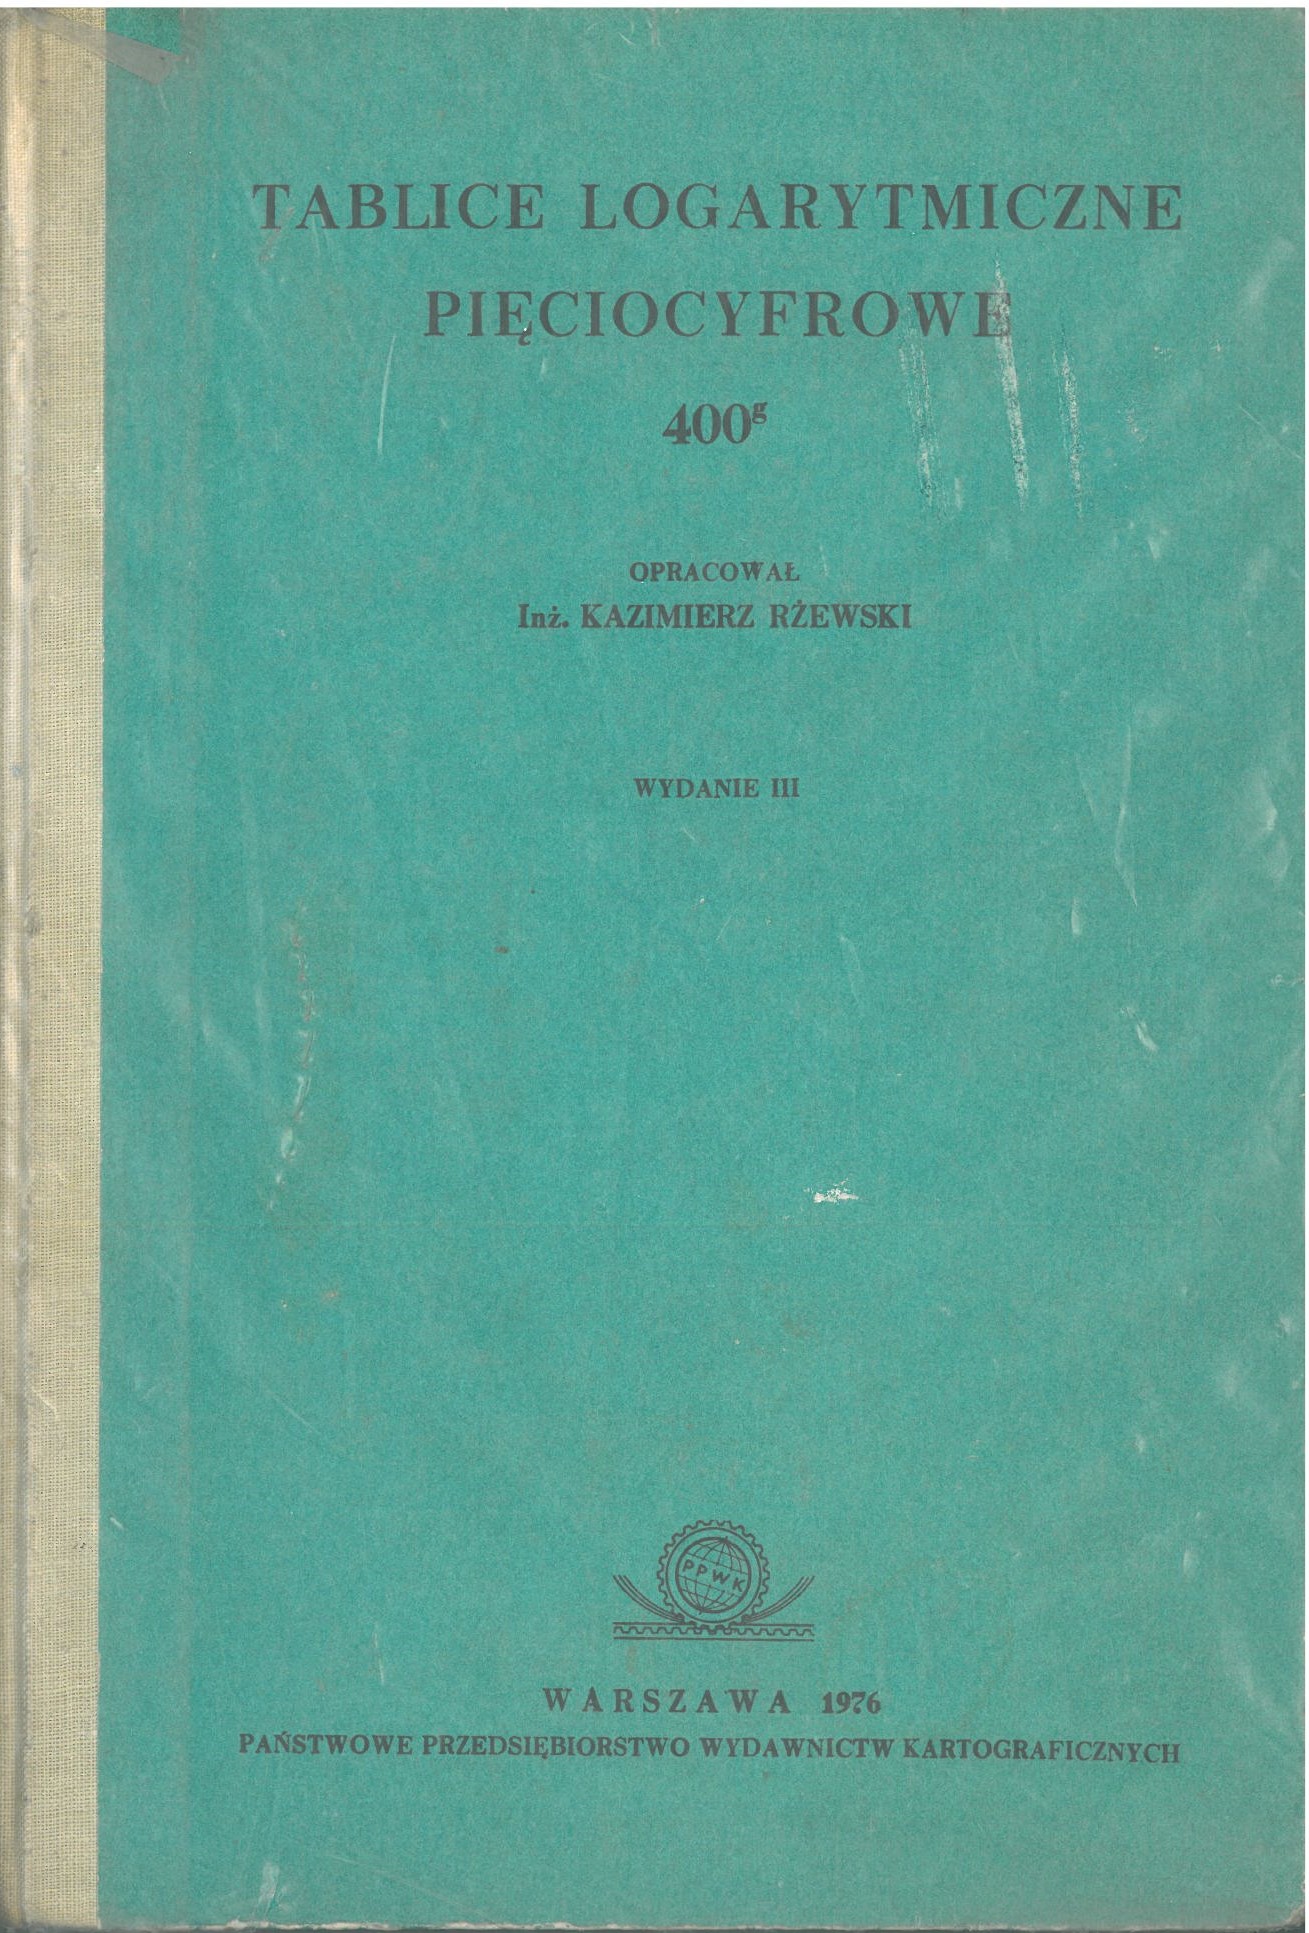 TABLICE LOGARYTMICZNE
PIĘCIOCYFROWE
400g
OPRACOWAŁ
Inż. KAZIMIERZ RŻEWSKI
WYDANIE III
PPWK
WARSZAWA 1976
PAŃSTWOWE PRZEDSIĘBIORSTWO WYDAWNICTW KARTOGRAFICZNYCH